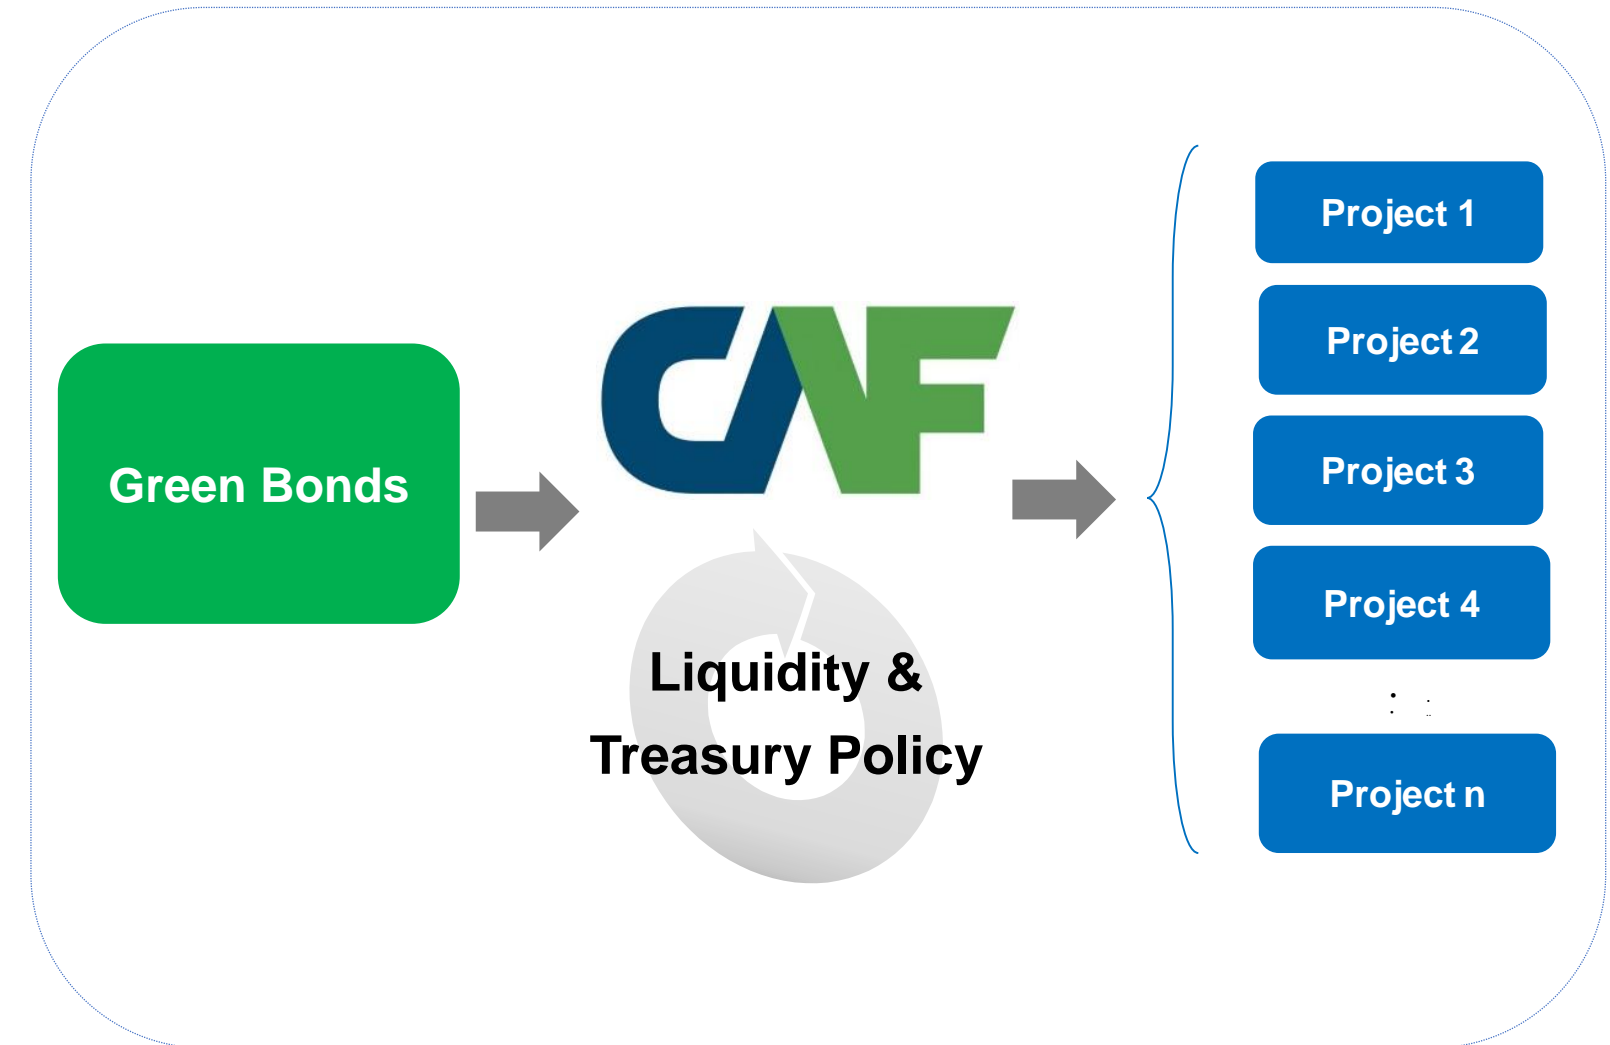 Green Bonds
CAF
Liquidity &
Treasury Policy
Project 1
Project 2
Project 3
Project 4
Project n